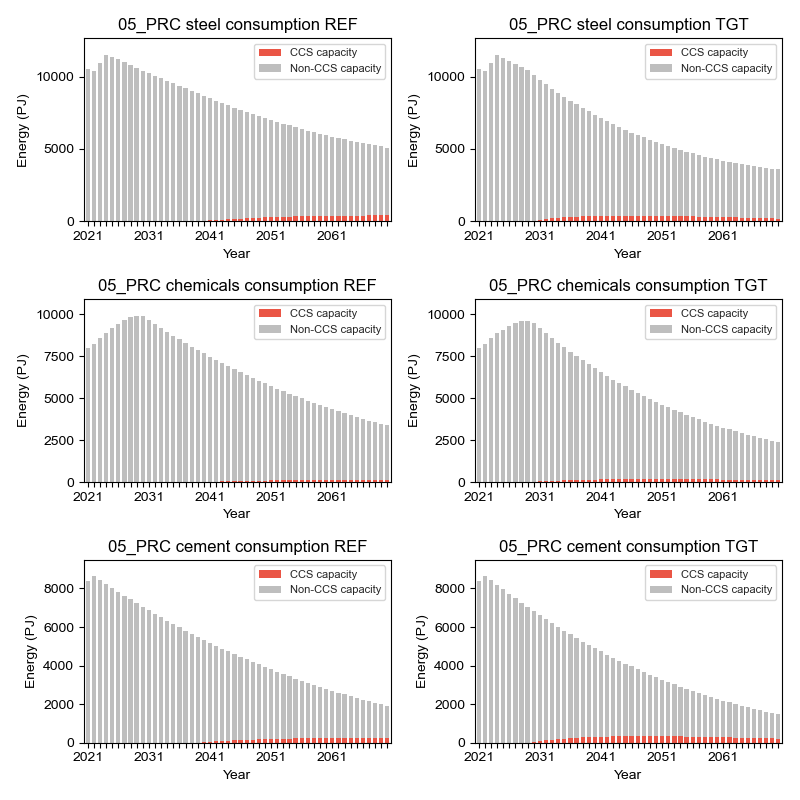 05_PRC steel consumption REF
CCS capacity
Non-CCS capacity
Energy (PJ)
10000
5000
0
2021 2031 2041 2051 2061
Year
05_PRC steel consumption TGT
CCS capacity
Non-CCS capacity
Energy (PJ)
10000
5000
0
2021 2031 2041 2051 2061
Year
05_PRC chemicals consumption REF
CCS capacity
Non-CCS capacity
Energy (PJ)
10000
7500
5000
2500
0
2021 2031 2041 2051 2061
Year
05_PRC chemicals consumption TGT
CCS capacity
Non-CCS capacity
Energy (PJ)
10000
7500
5000
2500
0
2021 2031 2041 2051 2061
Year
05_PRC cement consumption REF
CCS capacity
Non-CCS capacity
Energy (PJ)
8000
6000
4000
2000
0
2021 2031 2041 2051 2061
Year
05_PRC cement consumption TGT
CCS capacity
Non-CCS capacity
Energy (PJ)
8000
6000
4000
2000
0
2021 2031 2041 2051 2061
Year